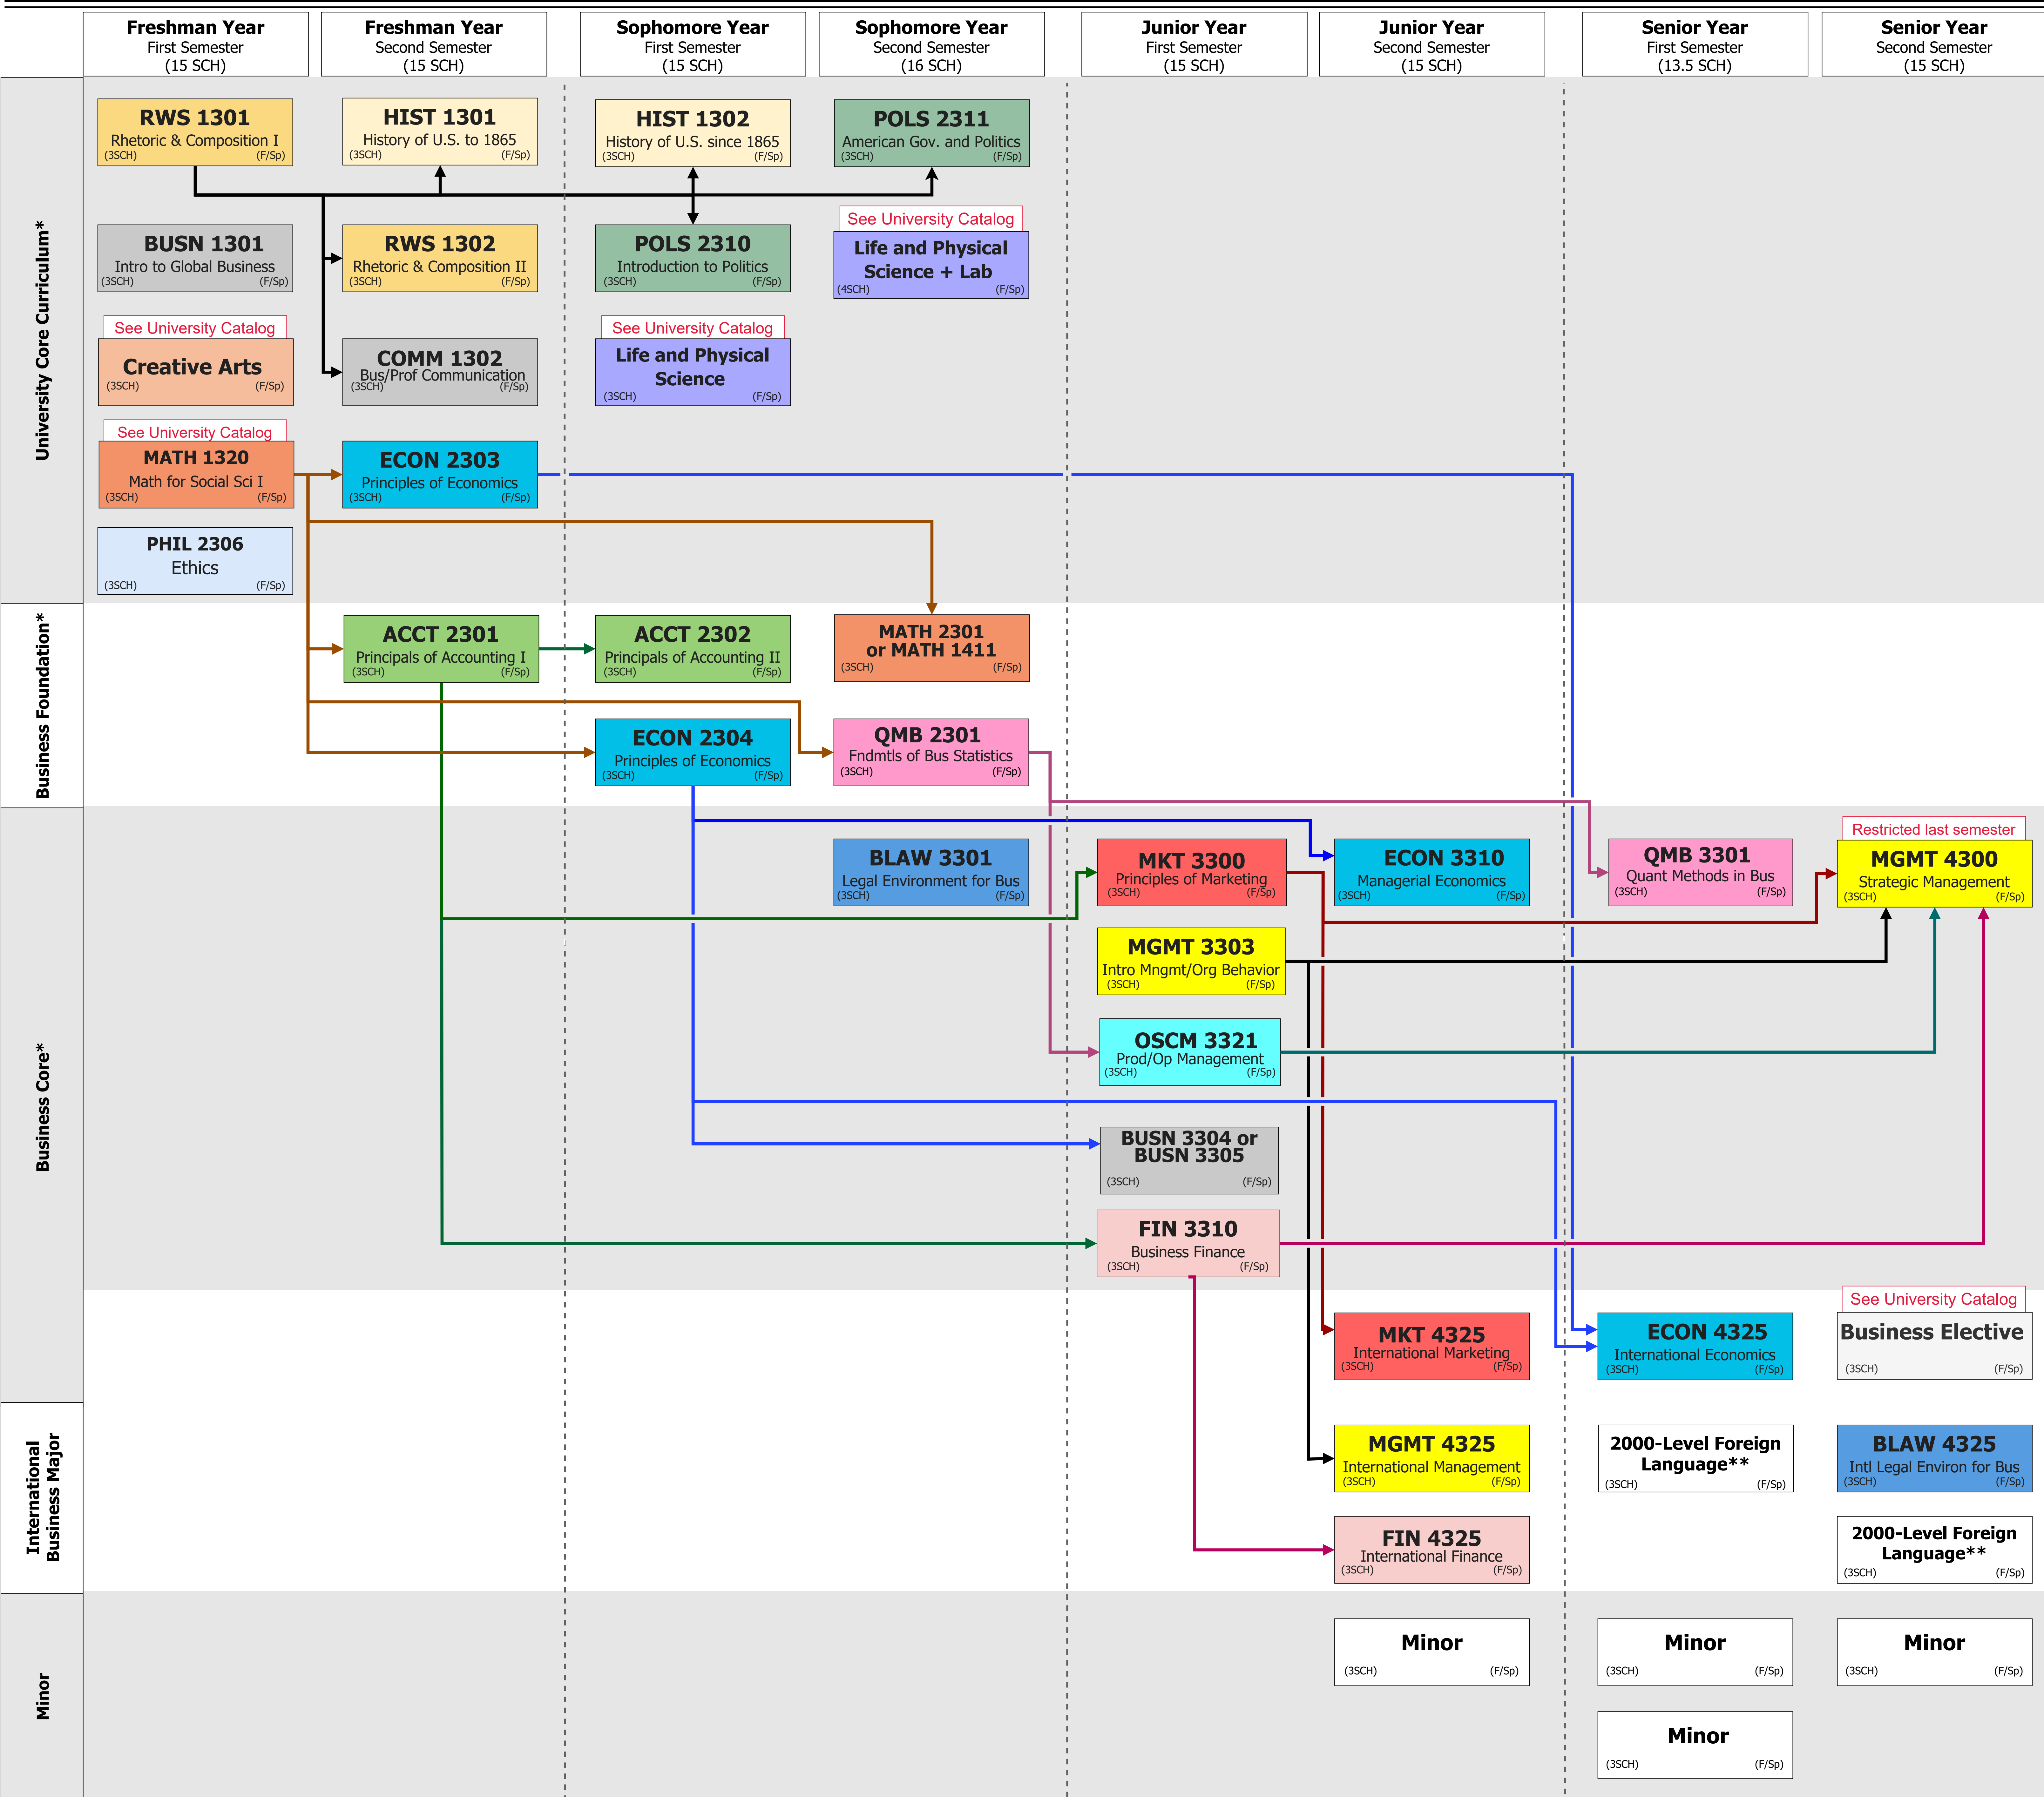 Freshman Year
First Semester
(15 SCH)
Freshman Year
Second Semester
(15 SCH)
Sophomore Year
First Semester
(15 SCH)
Sophomore Year
Second Semester
(16 SCH)
Junior Year
First Semester
(15 SCH)
Junior Year
Second Semester
(15 SCH)
Senior Year
First Semester
(13.5 SCH)
Senior Year
Second Semester
(15 SCH)
University Core Curriculum*
RWS 1301
Rhetoric & Composition I
(3SCH) (F/Sp)
HIST 1301
History of U.S. to 1865
(3SCH) (F/Sp)
HIST 1302
History of U.S. since 1865
(3SCH) (F/Sp)
POLS 2311
American Gov. and Politics
(3SCH) (F/Sp)
BUSN 1301
Intro to Global Business
(3SCH) (F/Sp)
RWS 1302
Rhetoric & Composition II
(3SCH) (F/Sp)
POLS 2310
Introduction to Politics
(3SCH) (F/Sp)
See University Catalog
Life and Physical
Science + Lab
(4SCH) (F/Sp)
See University Catalog
Creative Arts
(3SCH) (F/Sp)
COMM 1302
Bus/Prof Communication
(3SCH) (F/Sp)
See University Catalog
Life and Physical
Science
(3SCH) (F/Sp)
See University Catalog
MATH 1320
Math for Social Sci I
(3SCH) (F/Sp)
ECON 2303
Principles of Economics
(3SCH) (F/Sp)
PHIL 2306
Ethics
(3SCH) (F/Sp)
Business Foundation*
ACCT 2301
Principals of Accounting I
(3SCH) (F/Sp)
ACCT 2302
Principals of Accounting II
(3SCH) (F/Sp)
MATH 2301
or MATH 1411
(3SCH) (F/Sp)
ECON 2304
Principles of Economics
(3SCH) (F/Sp)
QMB 2301
Fndmtls of Bus Statistics
(3SCH) (F/Sp)
Business Core*
BLAW 3301
Legal Environment for Bus
(3SCH) (F/Sp)
MKT 3300
Principles of Marketing
(3SCH) (F/Sp)
ECON 3310
Managerial Economics
(3SCH) (F/Sp)
QMB 3301
Quant Methods in Bus
(3SCH) (F/Sp)
Restricted last semester
MGMT 4300
Strategic Management
(3SCH) (F/Sp)
MGMT 3303
Intro Mngmt/Org Behavior
(3SCH) (F/Sp)
OSCM 3321
Prod/Op Management
(3SCH) (F/Sp)
BUSN 3304 or
BUSN 3305
(3SCH) (F/Sp)
FIN 3310
Business Finance
(3SCH) (F/Sp)
MKT 4325
International Marketing
(3SCH) (F/Sp)
ECON 4325
International Economics
(3SCH) (F/Sp)
See University Catalog
Business Elective
(3SCH) (F/Sp)
International
Business Major
MGMT 4325
International Management
(3SCH) (F/Sp)
2000-Level Foreign
Language**
(3SCH) (F/Sp)
BLAW 4325
Intl Legal Environ for Bus
(3SCH) (F/Sp)
FIN 4325
International Finance
(3SCH) (F/Sp)
2000-Level Foreign
Language**
(3SCH) (F/Sp)
Minor
Minor
(3SCH) (F/Sp)
Minor
(3SCH) (F/Sp)
Minor
(3SCH) (F/Sp)
Minor
(3SCH) (F/Sp)